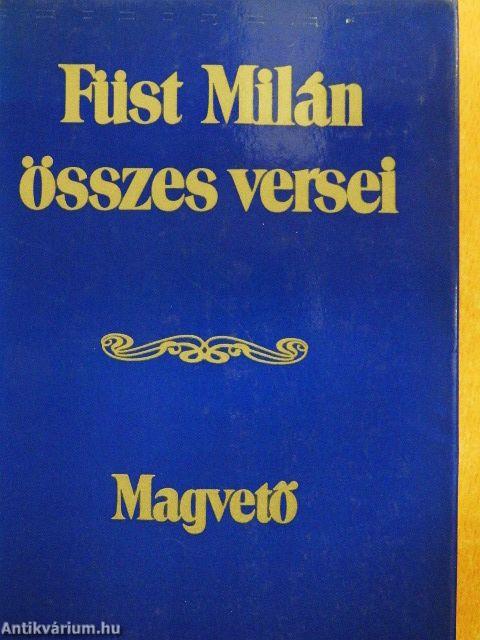 Füst Milán
összes versei
Magvető
Antikvárium.hu